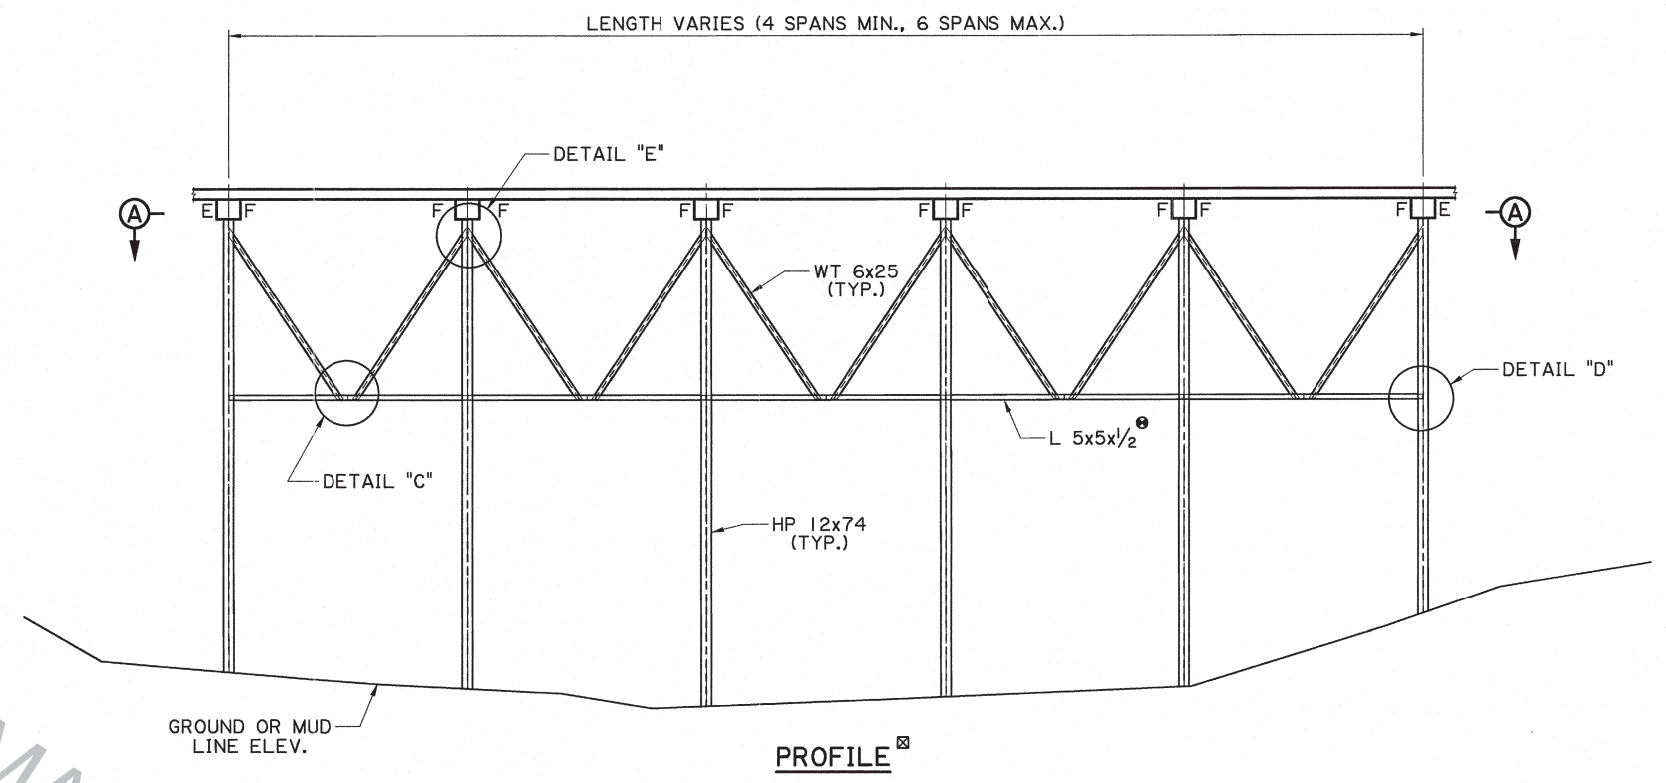 LENGTH VARIES (4 SPANS MIN., 6 SPANS MAX.)
DETAIL "E"
A
E F
F F
F F
F F
F F
F E
A
WT 6x25
(TYP.)
DETAIL "D"
L 5x5x1/2
DETAIL "C"
HP 12x74
(TYP.)
GROUND OR MUD
LINE ELEV.
PROFILE